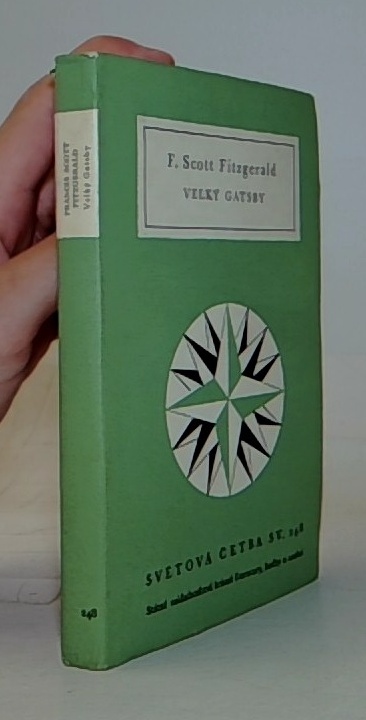 FRANCIS SCOTT
FITZGERALD
Velký Gatsby
248
F. Scott Fitzgerald
VELKÝ GATSBY
SVĚTOVÁ ČETBA SV. 248
Státní nakladatelství krásné literatury, hudby a umění